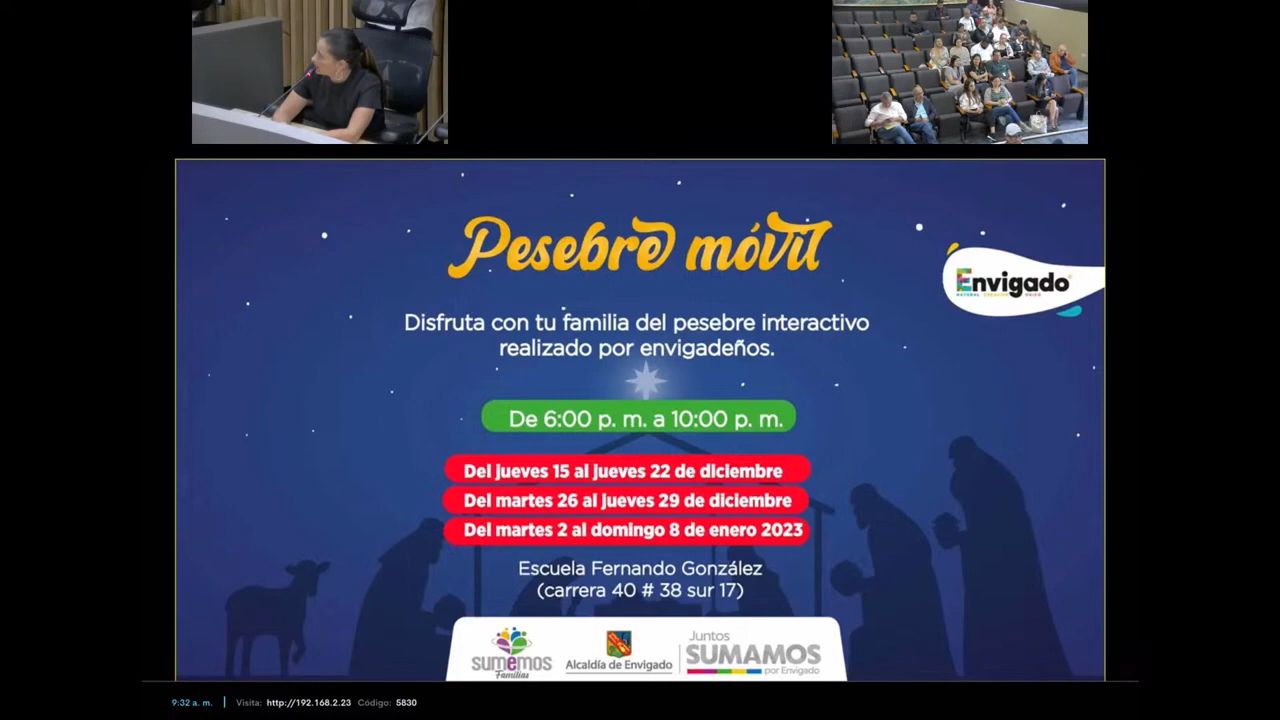 Pesebre móvil
Envigado
Disfruta con tu familia del pesebre interactivo
realizado por envigadeños.
De 6:00 p. m. a 10:00 p. m.
Del jueves 15 al jueves 22 de diciembre
Del martes 26 al jueves 29 de diciembre
Del martes 2 al domingo 8 de enero 2023
Escuela Fernando González
(carrera 40 # 38 sur 17)
sumemos
Familias
Alcaldía de Envigado
Juntos
SUMAMOS
por Envigado
9:32 a. m. | Visita: http://192.168.2.23 Código: 5830